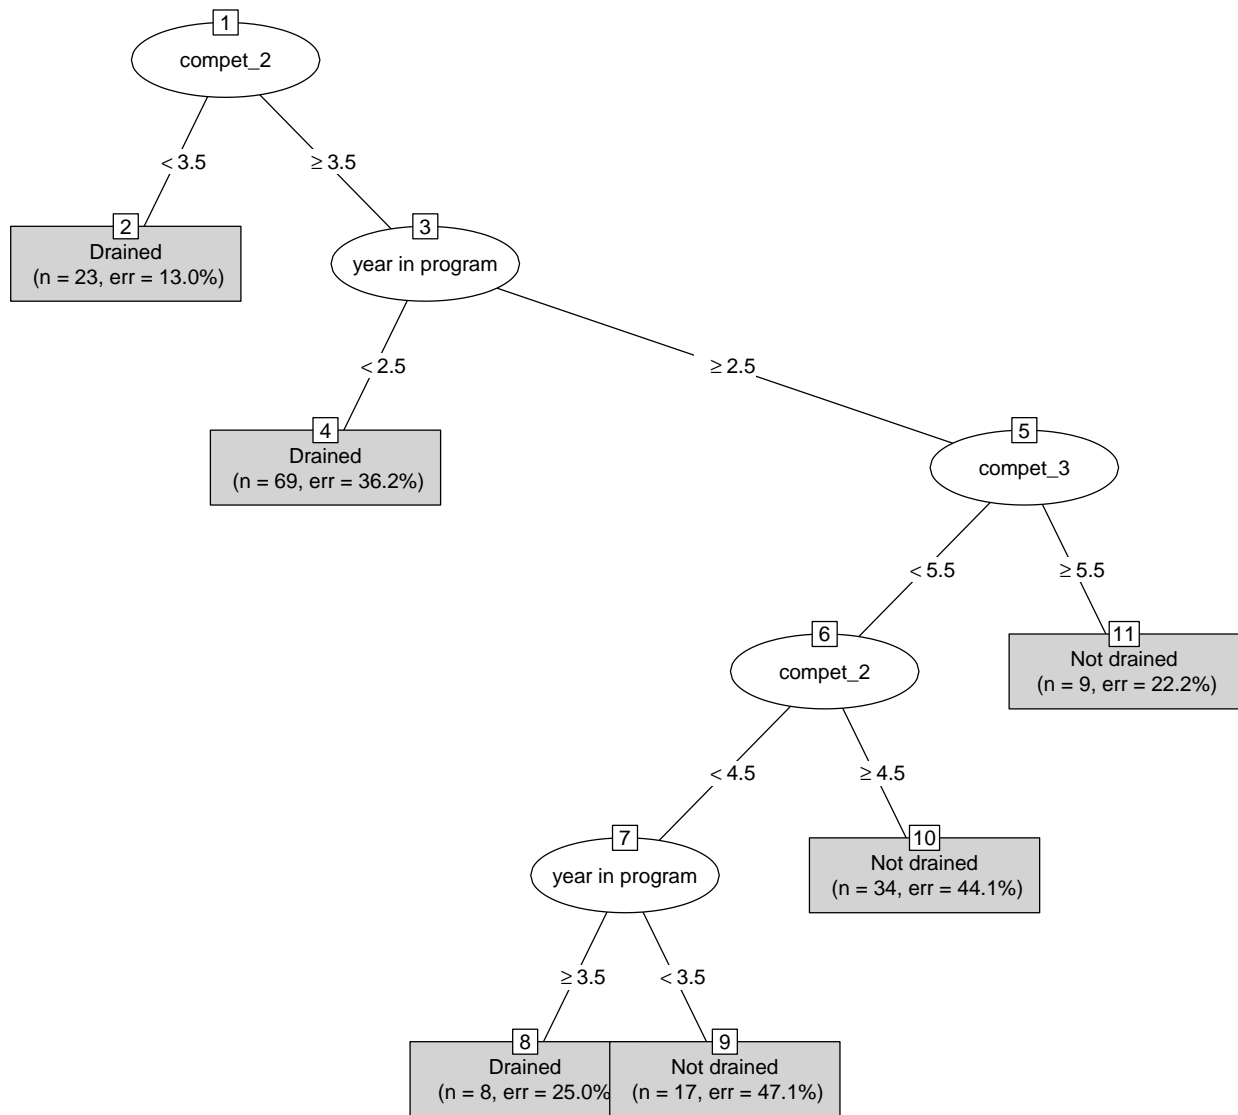 1
compet_2
< 3.5
≥ 3.5
2
Drained
(n = 23, err = 13.0%)
3
year in program
< 2.5
≥ 2.5
4
Drained
(n = 69, err = 36.2%)
5
compet_3
< 5.5
≥ 5.5
6
compet_2
11
Not drained
(n = 9, err = 22.2%)
< 4.5
≥ 4.5
7
year in program
10
Not drained
(n = 34, err = 44.1%)
≥ 3.5
< 3.5
8
Drained
(n = 8, err = 25.0%
9
Not drained
(n = 17, err = 47.1%)